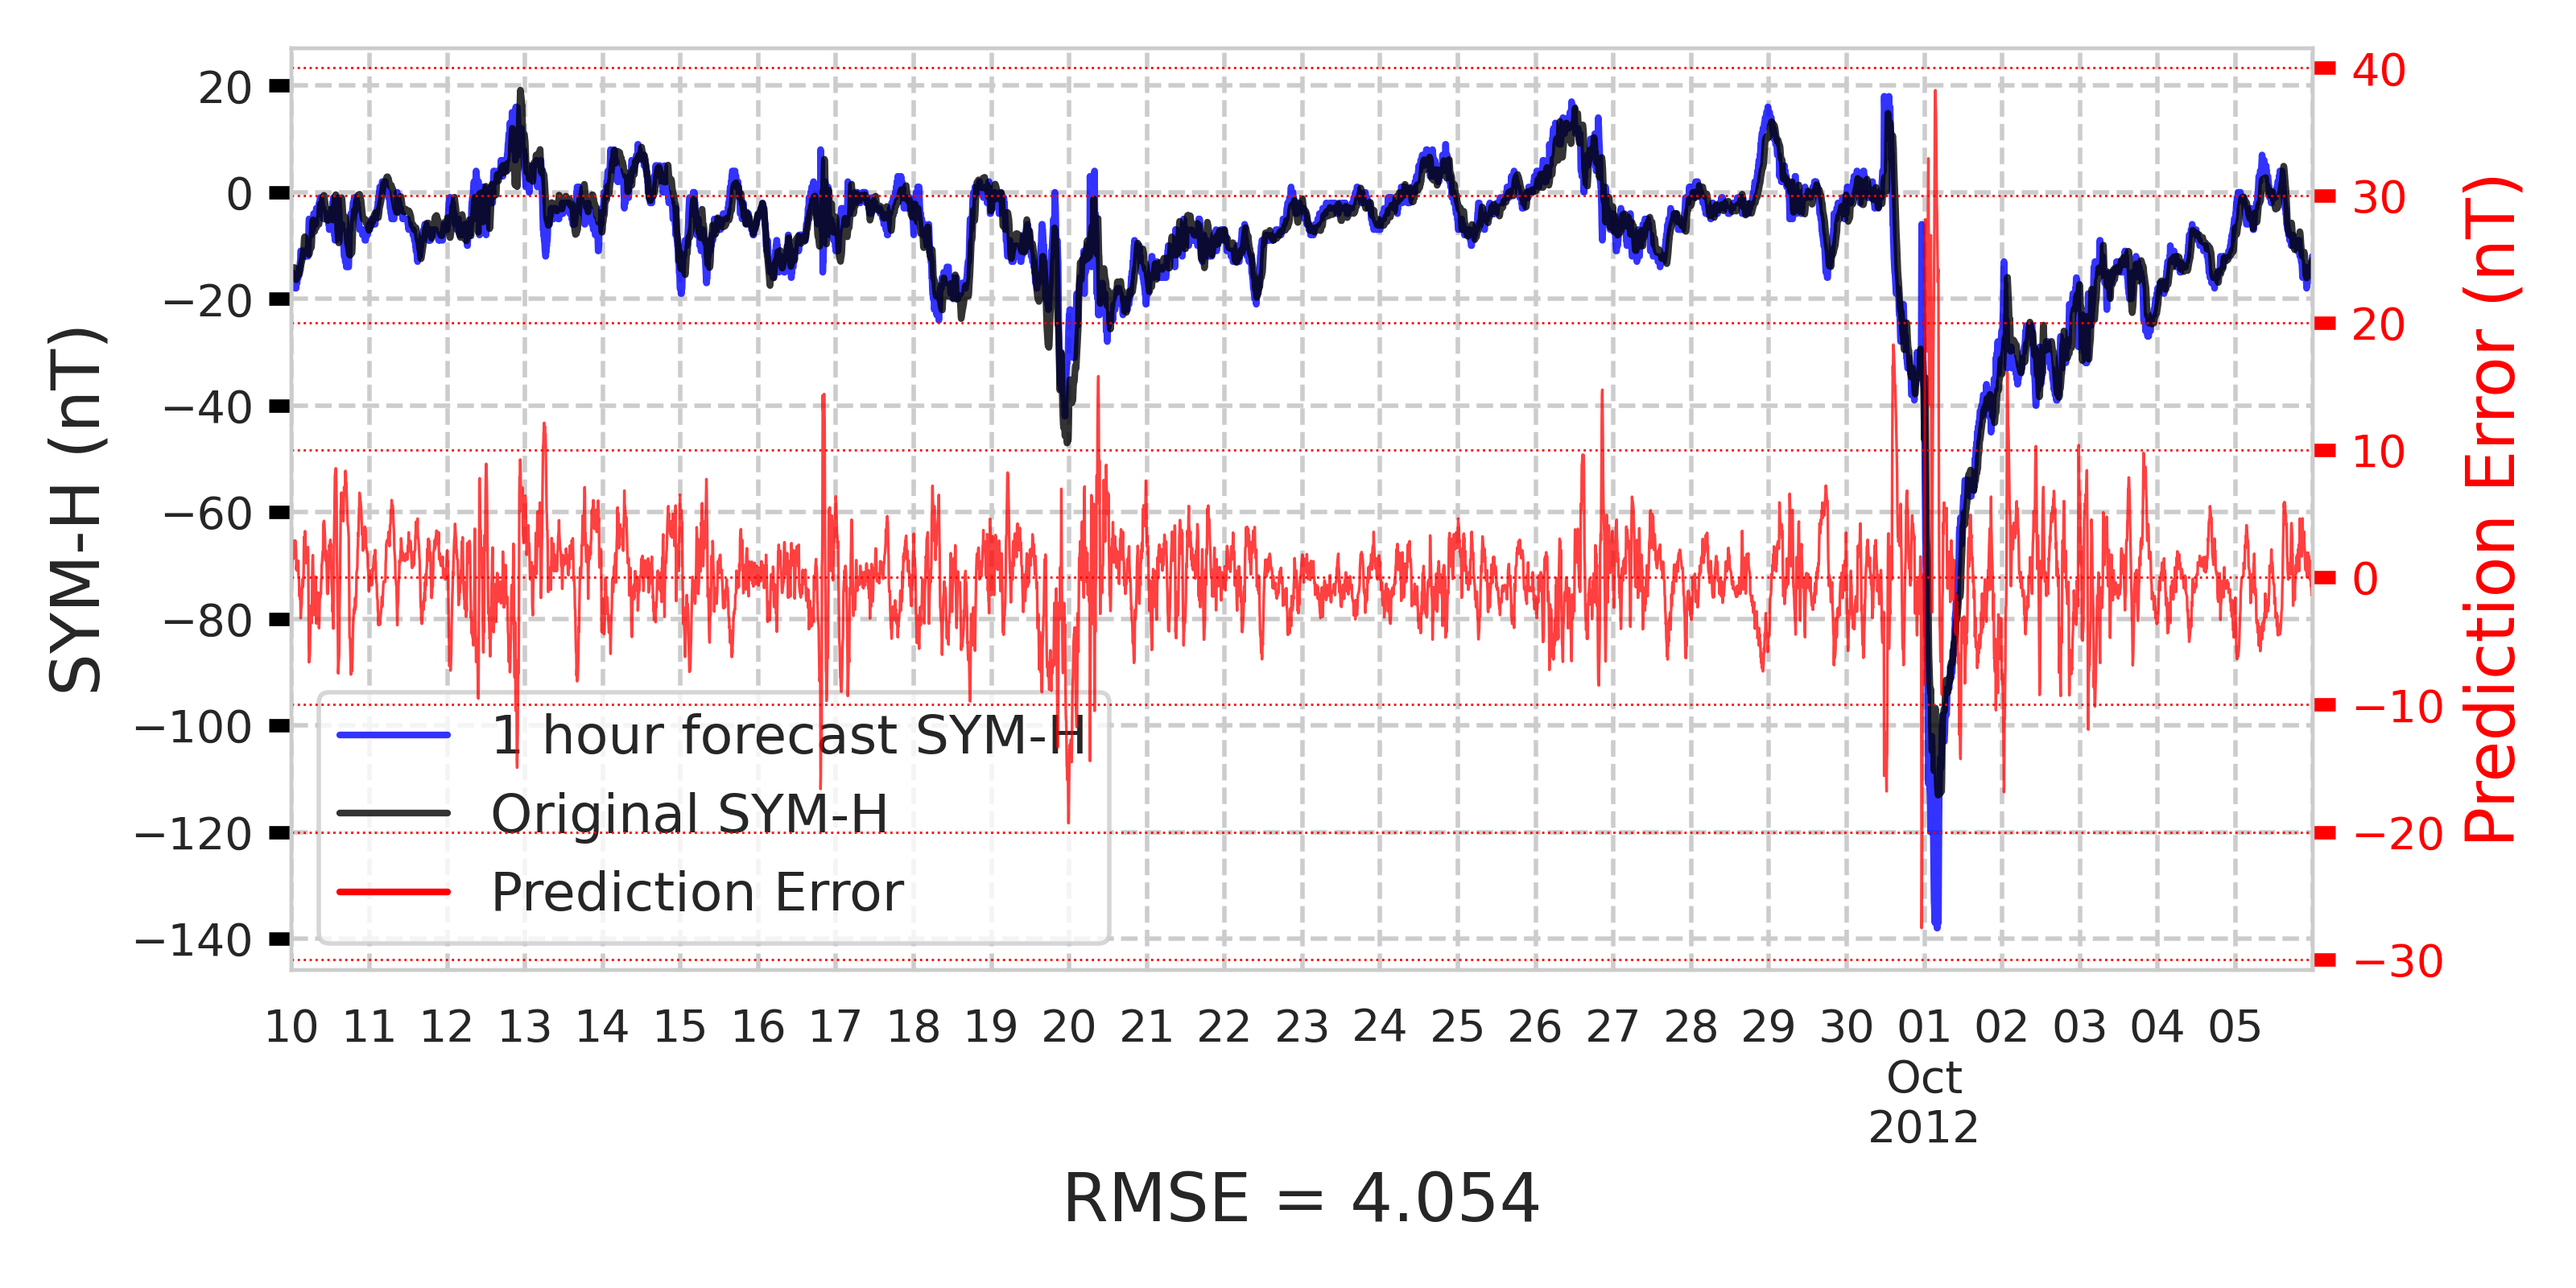 SYM-H (nT)
20
0
−20
−40
−60
−80
−100
−120
−140
1 hour forecast SYM-H
Original SYM-H
Prediction Error
40
30
20
10
0
−10
−20
−30
Prediction Error (nT)
10 11 12 13 14 15 16 17 18 19 20 21 22 23 24 25 26 27 28 29 30 01 02 03 04 05
Oct
2012
RMSE = 4.054